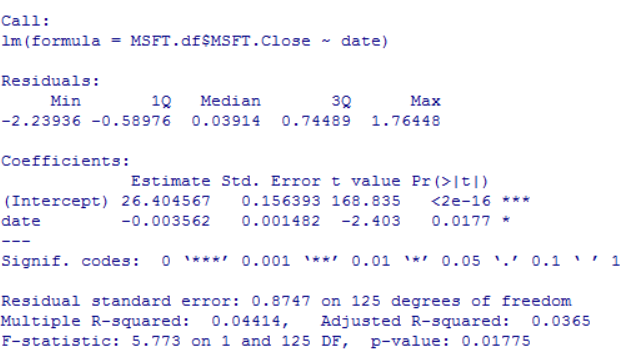 Call:
lm(formula = MSFT.df$MSFT.Close ~ date)
Residuals:
Min 1Q Median 3Q Max
-2.23936 -0.58976 0.03914 0.74489 1.76448
Coefficients:
Estimate Std. Error t value Pr(>|t|)
(Intercept) 26.404567 0.156393 168.835 <2e-16 ***
date -0.003562 0.001482 -2.403 0.0177 *
---
Signif. codes: 0 ‘***’ 0.001 ‘**’ 0.01 ‘*’ 0.05 ‘.’ 0.1 ‘ ’ 1
Residual standard error: 0.8747 on 125 degrees of freedom
Multiple R-squared: 0.04414, Adjusted R-squared: 0.0365
F-statistic: 5.773 on 1 and 125 DF, p-value: 0.01775